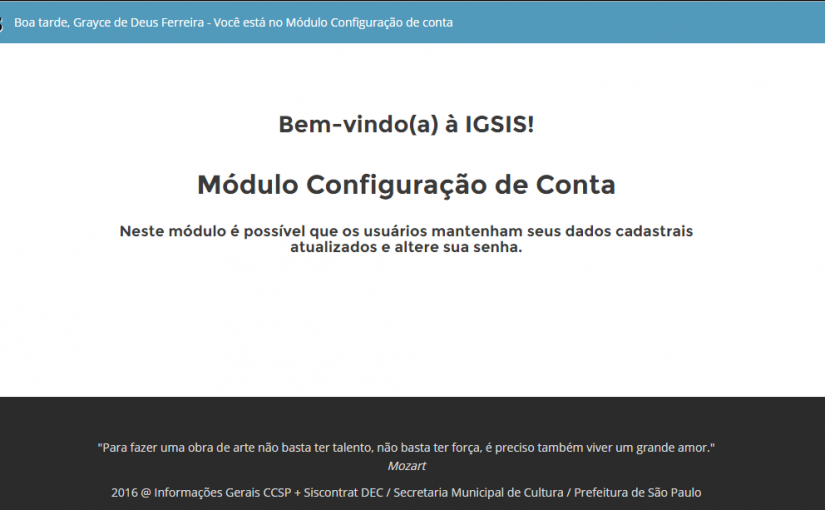 Boa tarde, Grayce de Deus Ferreira - Você está no Módulo Configuração de conta
Bem-vindo(a) à IGSIS!
Módulo Configuração de Conta
Neste módulo é possível que os usuários mantenham seus dados cadastrais
atualizados e altere sua senha.
"Para fazer uma obra de arte não basta ter talento, não basta ter força, é preciso também viver um grande amor."
Mozart
2016 @ Informações Gerais CCSP + Siscontrat DEC / Secretaria Municipal de Cultura / Prefeitura de São Paulo